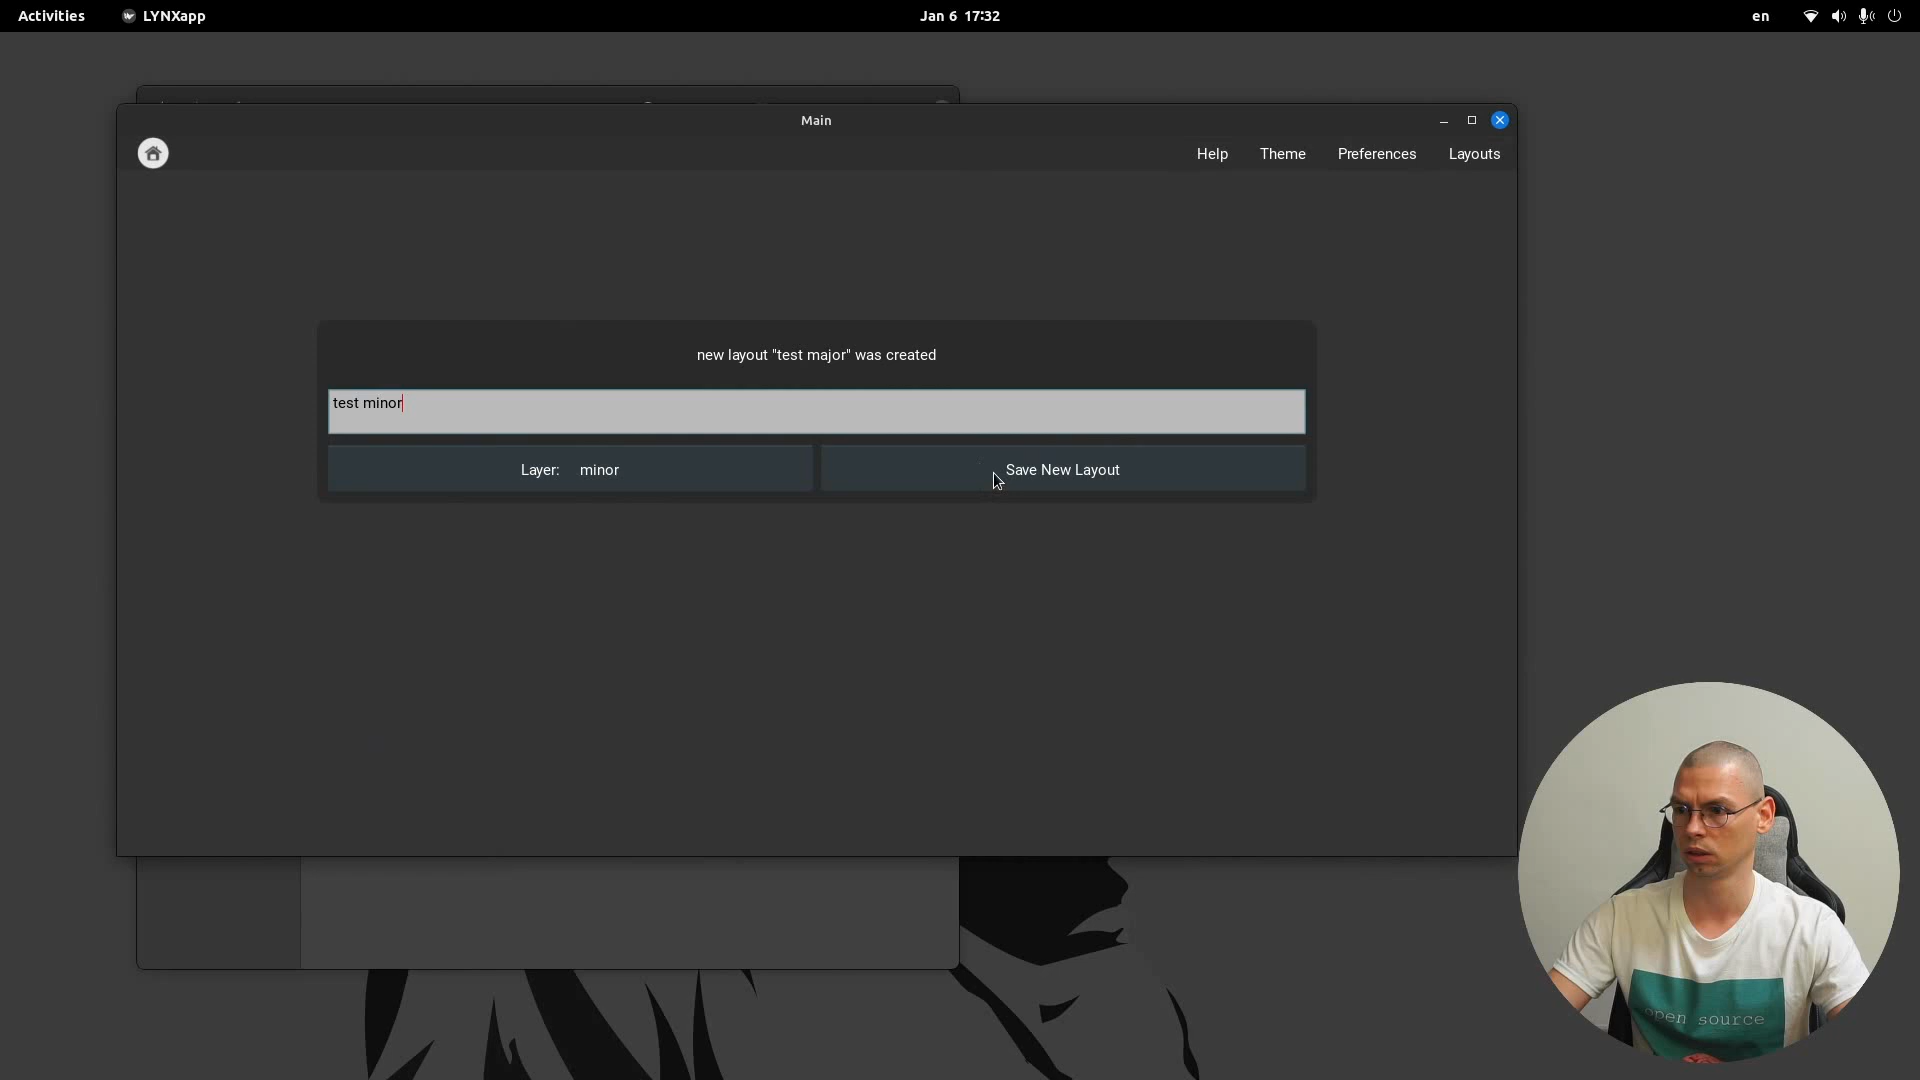 Activities
LYNXapp
Jan 6 17:32
en
Main
Help
Theme
Preferences
Layouts
new layout "test major" was created
test minor
Layer: minor
Save New Layout
open source